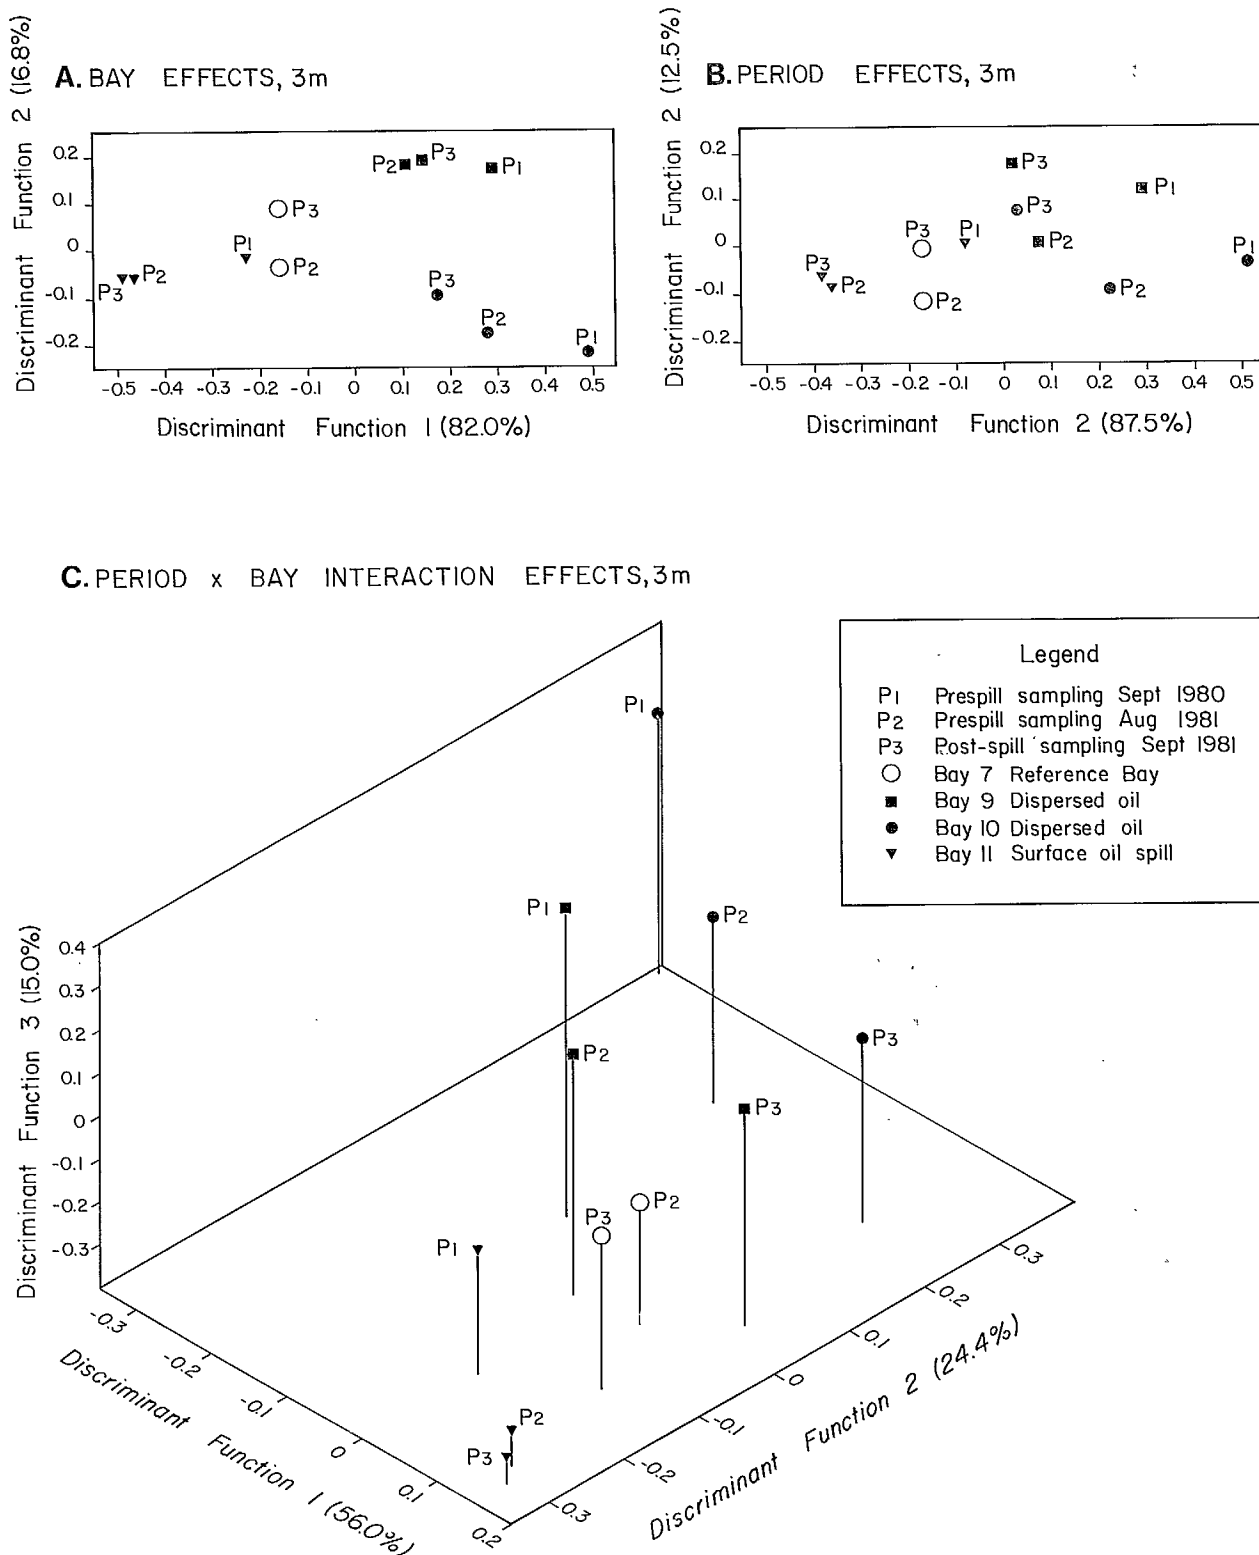 A. BAY EFFECTS, 3m
Discriminant Function 2 (16.8%)
0.2
0.1
0
-0.1
-0.2
P2
P3
P1
P3
P1
P2
P2
P3
P3
P2
P1
-0.5 -0.4 -0.3 -0.2 -0.1 0 0.1 0.2 0.3 0.4 0.5
Discriminant Function 1 (82.0%)
B. PERIOD EFFECTS, 3m
Discriminant Function 2 (12.5%)
0.2
0.1
0
-0.1
-0.2
P3
P1
P3
P3
P1
P2
P1
P3
P2
P2
P2
-0.5 -0.4 -0.3 -0.2 -0.1 0 0.1 0.2 0.3 0.4 0.5
Discriminant Function 2 (87.5%)
C. PERIOD x BAY INTERACTION EFFECTS, 3m
Legend
P1 Prespill sampling Sept 1980
P2 Prespill sampling Aug 1981
P3 Post-spill sampling Sept 1981
Bay 7 Reference Bay
Bay 9 Dispersed oil
Bay 10 Dispersed oil
Bay 11 Surface oil spill
P1
P1
P2
P3
P2
P3
P2
P3
P1
P2
P3
Discriminant Function 3 (15.0%)
0.4
0.3
0.2
0.1
0
-0.1
-0.2
-0.3
-0.3
-0.2
-0.1
0
0.1
0.2
Discriminant Function 1 (56.0%)
-0.3
-0.2
-0.1
0
-0.1
-0.2
-0.3
Discriminant Function 2 (24.4%)